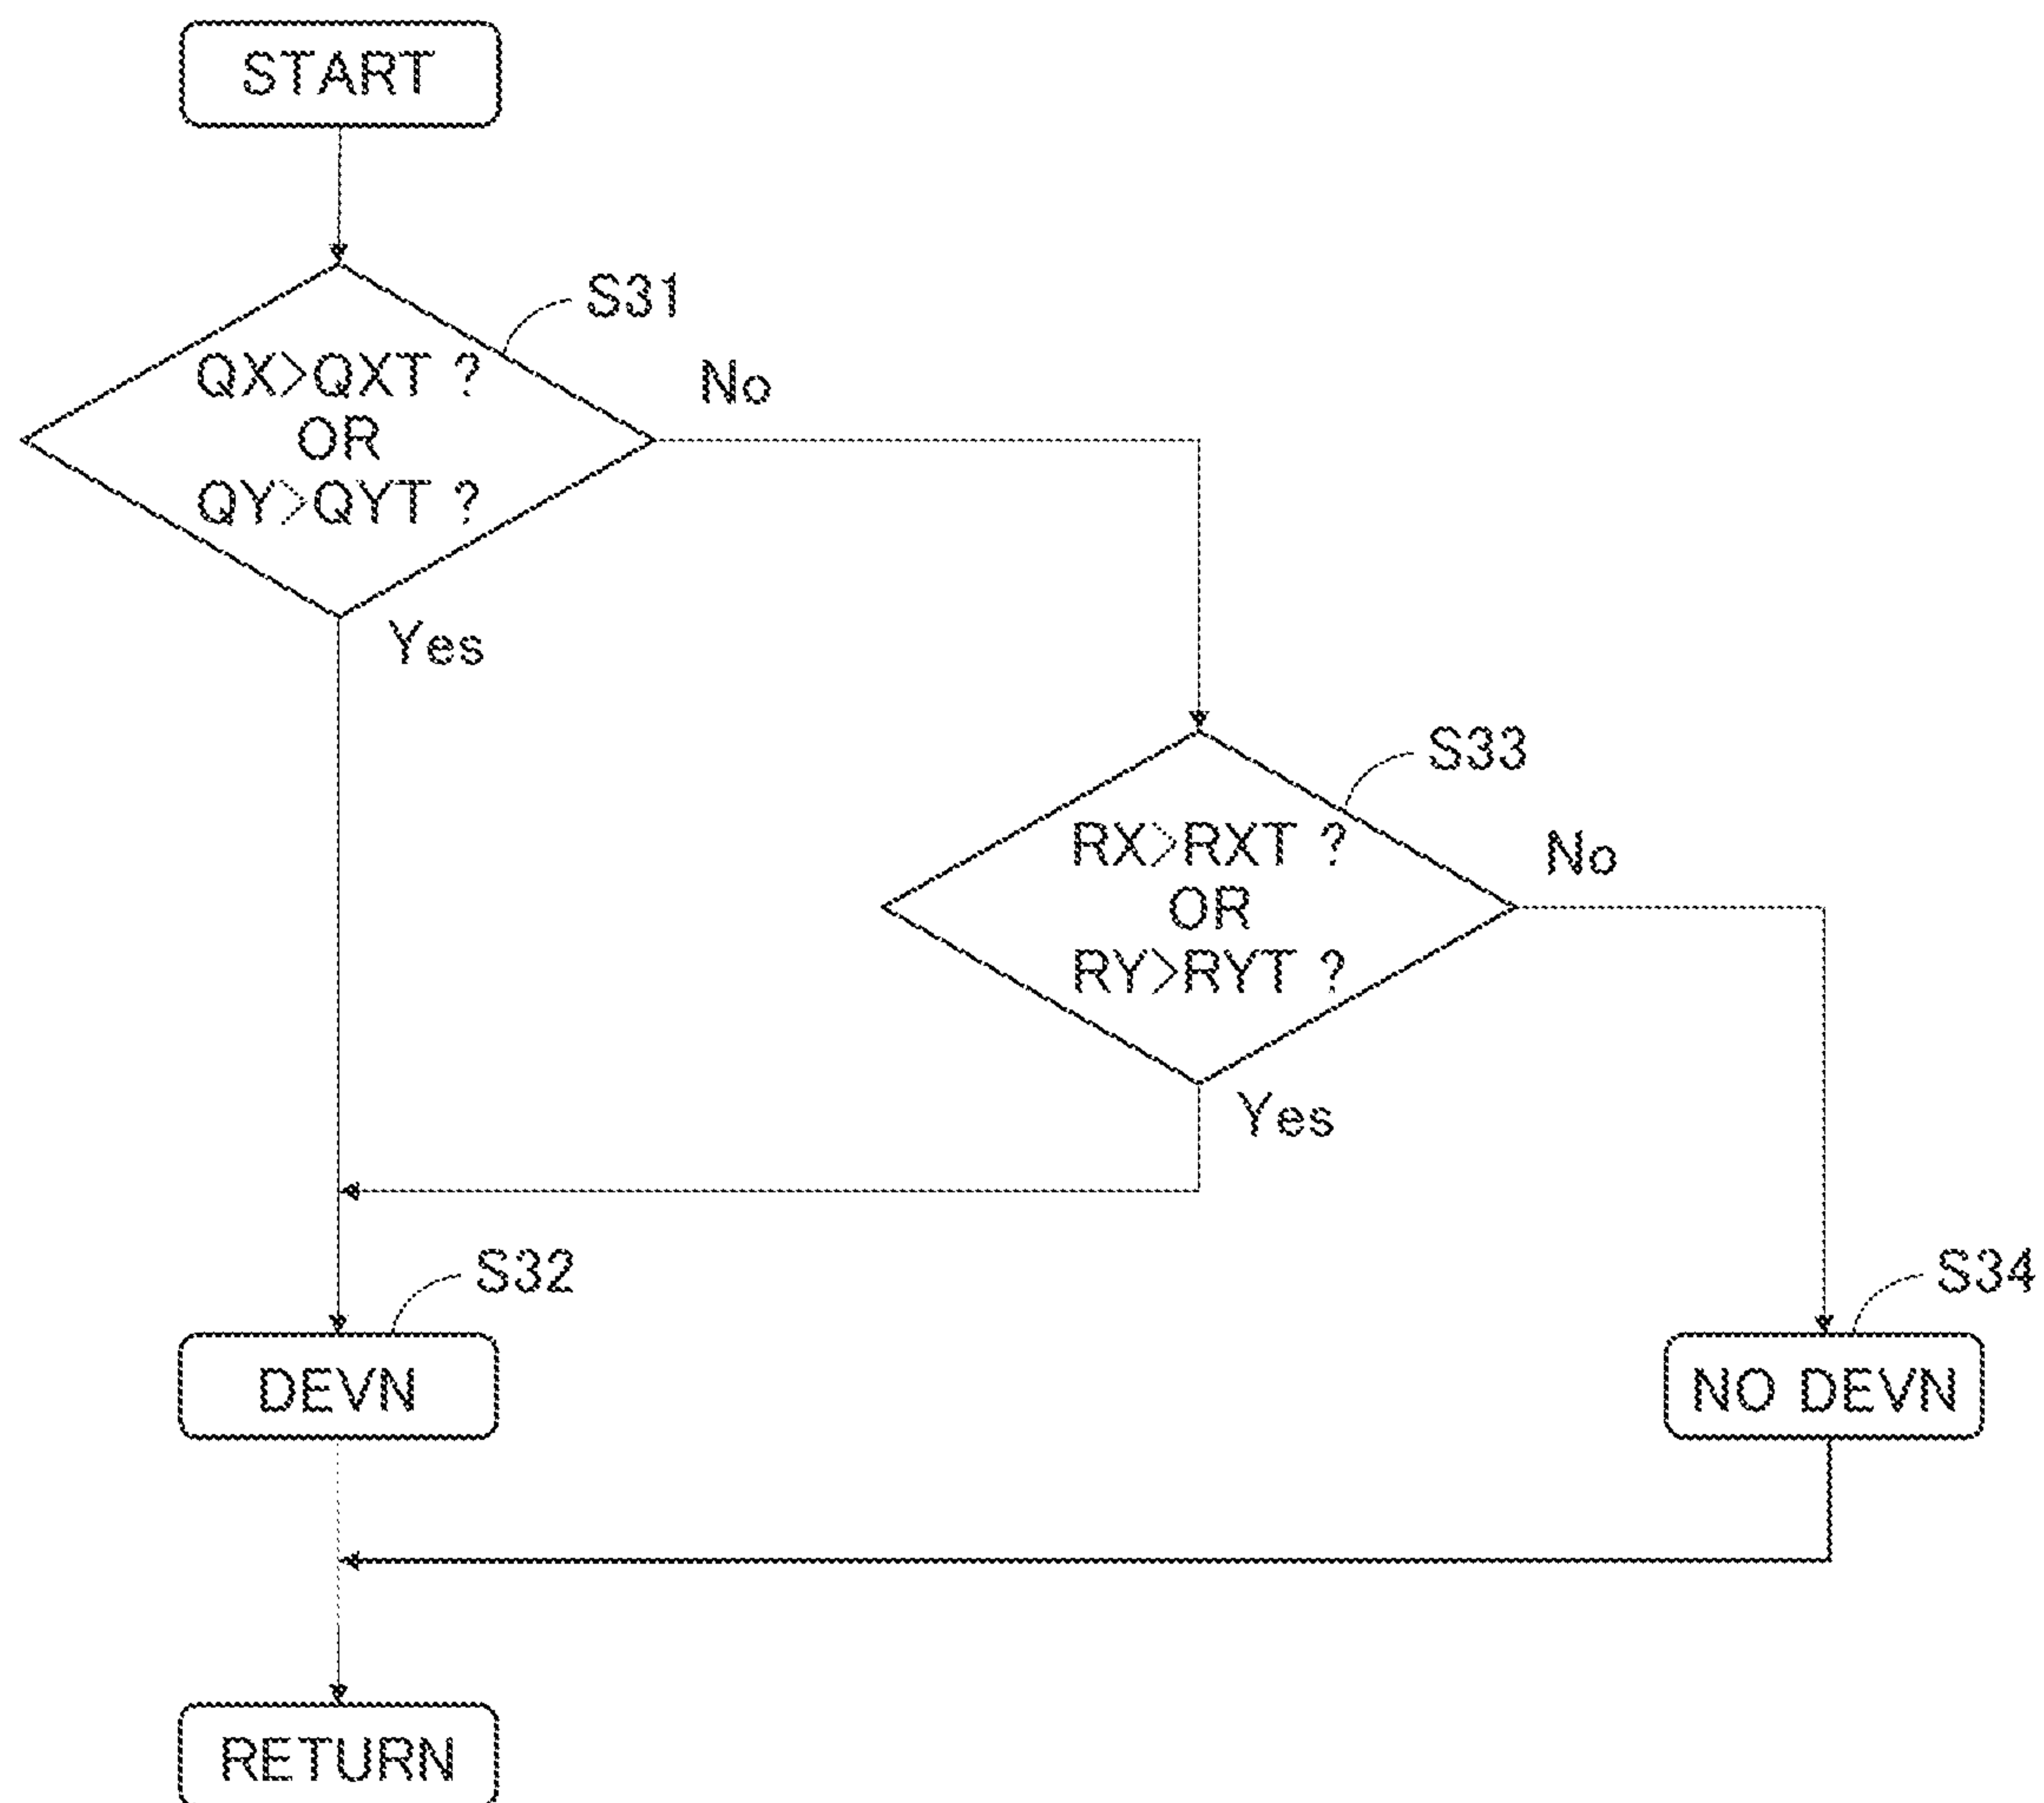 START
S31
QX>QXT ?
OR
QY>QYT ?
No
Yes
S33
RX>RXT ?
OR
RY>RYT ?
No
Yes
S32
DEVN
S34
NO DEVN
RETURN